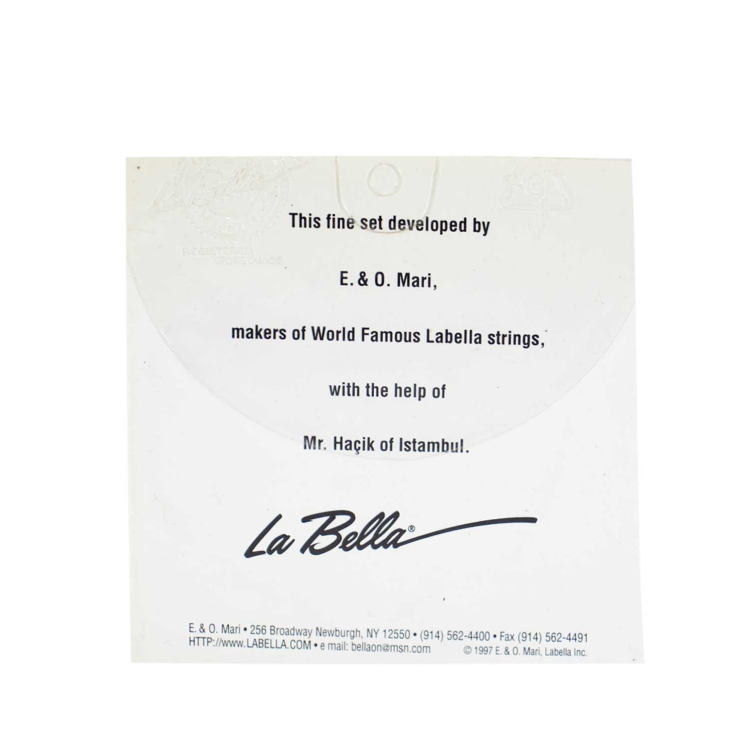 This fine set developed by
E. & O. Mari,
makers of World Famous Labella strings,
with the help of
Mr. Haçik of Istambul.
La Bella®
E. & O. Mari • 256 Broadway Newburgh, NY 12550 • (914) 562-4400 • Fax (914) 562-4491
HTTP://www.LABELLA.COM • e mail: bellaon@msn.com © 1997 E. & O. Mari, Labella Inc.